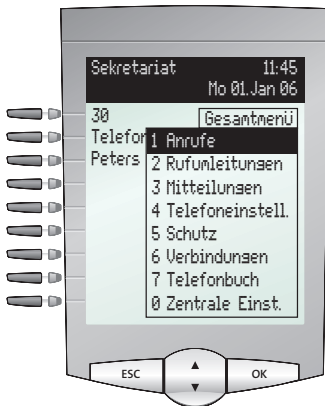 Sekretariat 11:45
Mo 01.Jan 06
30 Gesamtmenü
Telefon
Peters
1 Anrufe
2 Rufumleitungen
3 Mitteilungen
4 Telefoneinstell.
5 Schutz
6 Verbindungen
7 Telefonbuch
0 Zentrale Einst.
ESC OK